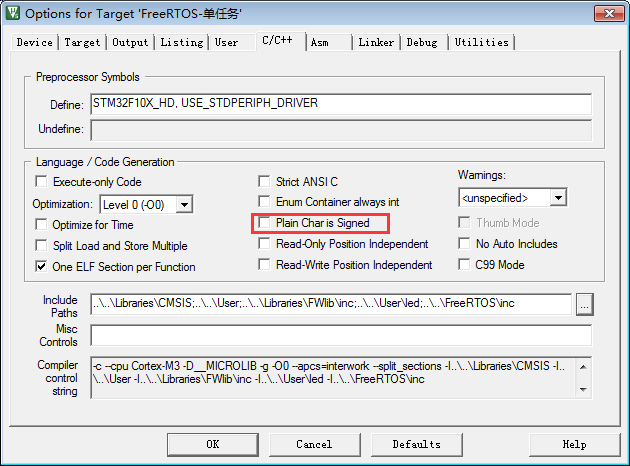 Options for Target 'FreeRTOS-单任务'
Device Target Output Listing User C/C++ Asm Linker Debug Utilities
Preprocessor Symbols
Define: STM32F10X_HD, USE_STDPERIPH_DRIVER
Undefine:
Language / Code Generation
Execute-only Code
Optimization: Level 0 (-O0)
Optimize for Time
Split Load and Store Multiple
One ELF Section per Function
Strict ANSI C
Enum Container always int
Plain Char is Signed
Read-Only Position Independent
Read-Write Position Independent
Warnings:
<unspecified>
Thumb Mode
No Auto Includes
C99 Mode
Include
Paths
..\..\Libraries\CMSIS;..\..\User;..\..\Libraries\FWlib\inc;..\..\User\led;..\..\FreeRTOS\inc
...
Misc
Controls
Compiler
control
string
-c --cpu Cortex-M3 -D__MICROLIB -g -O0 --apcs=interwork --split_sections -I..\..\Libraries\CMSIS -I..
\..\User -I..\..\Libraries\FWlib\inc -I..\..\User\led -I..\..\FreeRTOS\inc
OK Cancel Defaults Help